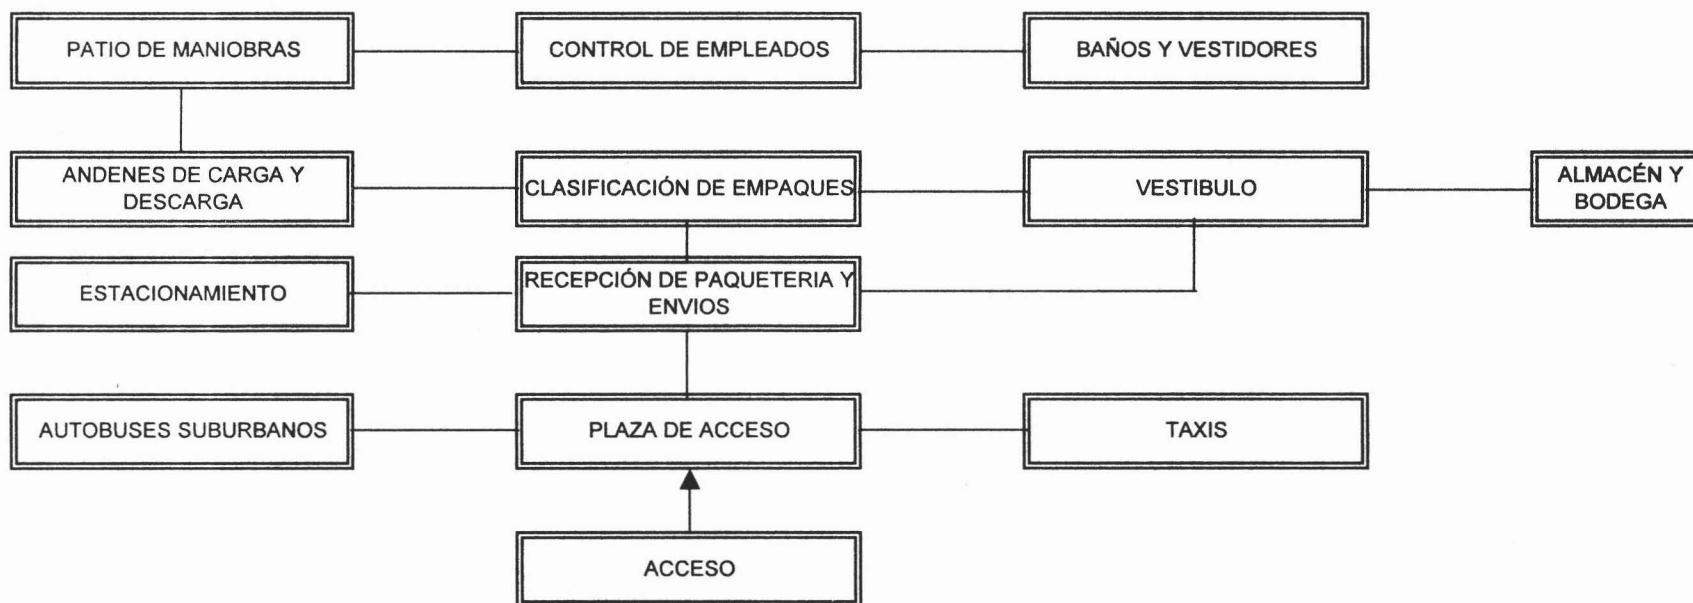 PATIO DE MANIOBRAS
CONTROL DE EMPLEADOS
BAÑOS Y VESTIDORES
ANDENES DE CARGA Y
DESCARGA
CLASIFICACIÓN DE EMPAQUES
VESTIBULO
ALMACÉN Y
BODEGA
ESTACIONAMIENTO
RECEPCIÓN DE PAQUETERIA Y
ENVIOS
AUTOBUSES SUBURBANOS
PLAZA DE ACCESO
TAXIS
ACCESO